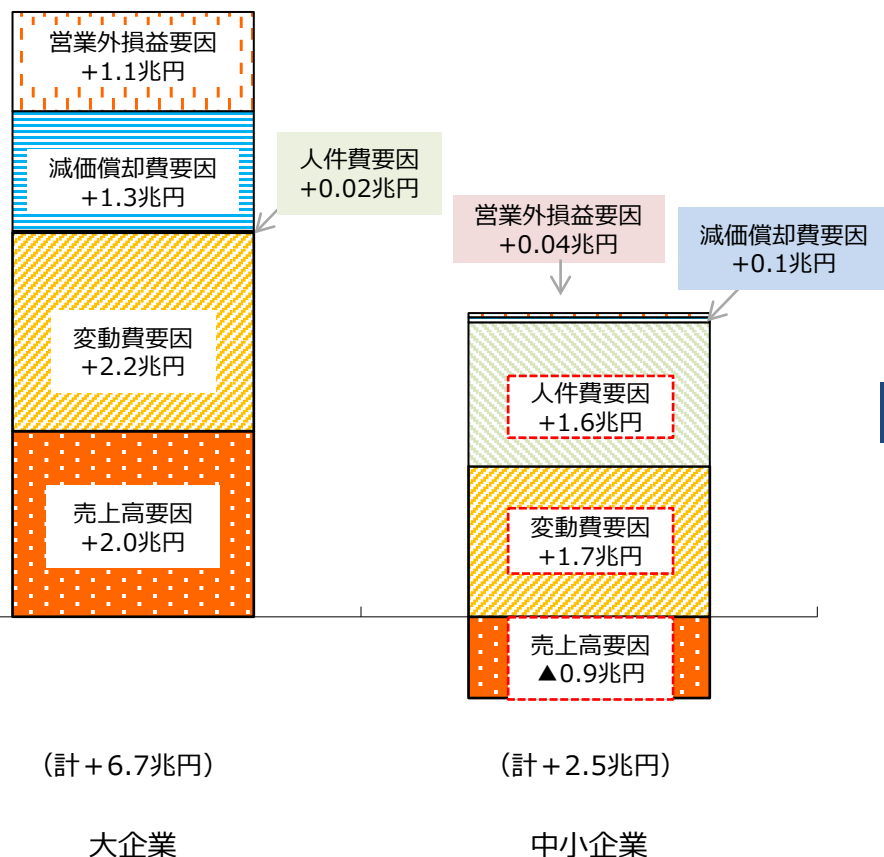 営業外損益要因
+1.1兆円
減価償却費要因
+1.3兆円
人件費要因
+0.02兆円
変動費要因
+2.2兆円
売上高要因
+2.0兆円
(計+6.7兆円)
大企業
営業外損益要因
+0.04兆円
減価償却費要因
+0.1兆円
人件費要因
+1.6兆円
変動費要因
+1.7兆円
売上高要因
▲0.9兆円
(計+2.5兆円)
中小企業